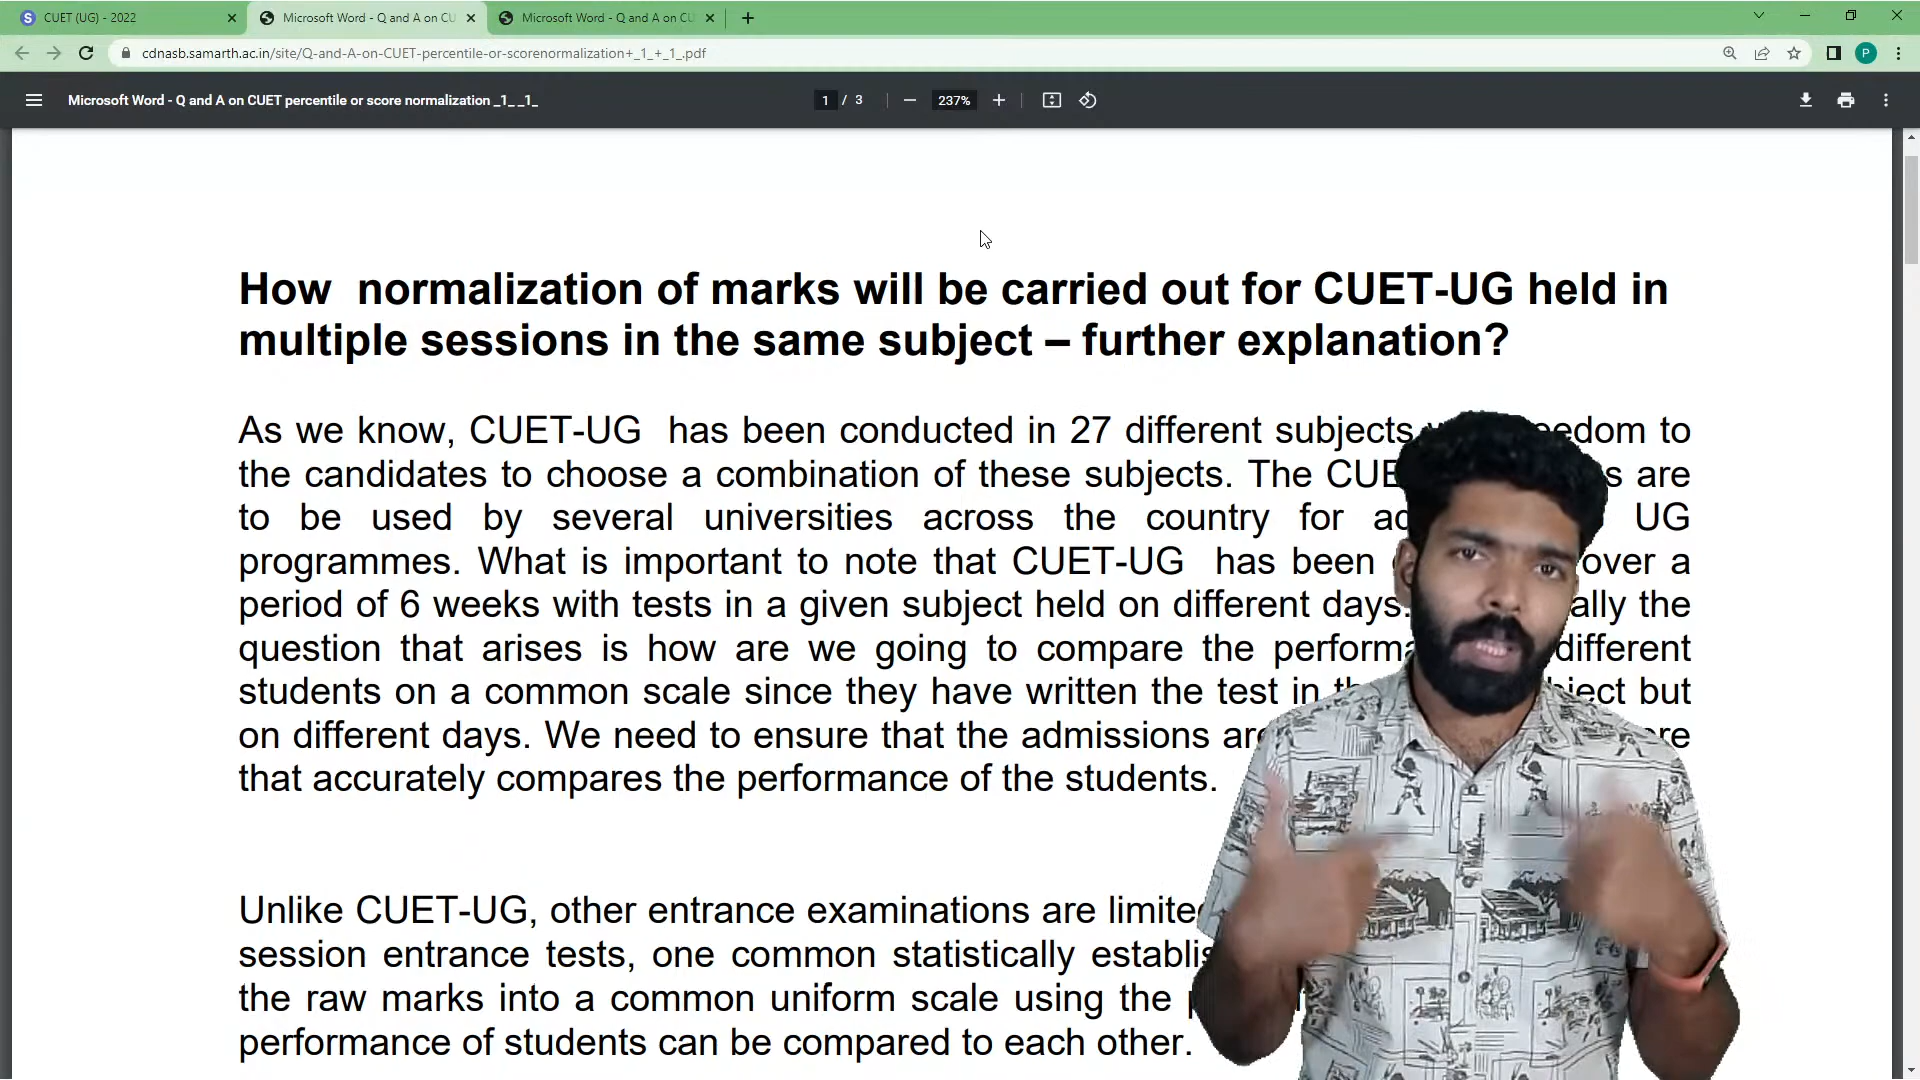 CUET (UG) - 2022
Microsoft Word - Q and A on CU
Microsoft Word - Q and A on CU
cdnasb.samarth.ac.in/site/Q-and-A-on-CUET-percentile-or-scorenormalization+_1_+_1_.pdf
P
Microsoft Word - Q and A on CUET percentile or score normalization _1_ _1_
1 / 3
237%
How normalization of marks will be carried out for CUET-UG held in
multiple sessions in the same subject – further explanation?
As we know, CUET-UG has been conducted in 27 different subjects edom to
the candidates to choose a combination of these subjects. The CUE s are
to be used by several universities across the country for ad UG
programmes. What is important to note that CUET-UG has been over a
period of 6 weeks with tests in a given subject held on different days. ally the
question that arises is how are we going to compare the performa different
students on a common scale since they have written the test in th bject but
on different days. We need to ensure that the admissions are re
that accurately compares the performance of the students.
Unlike CUET-UG, other entrance examinations are limited
session entrance tests, one common statistically establis
the raw marks into a common uniform scale using the p
performance of students can be compared to each other.